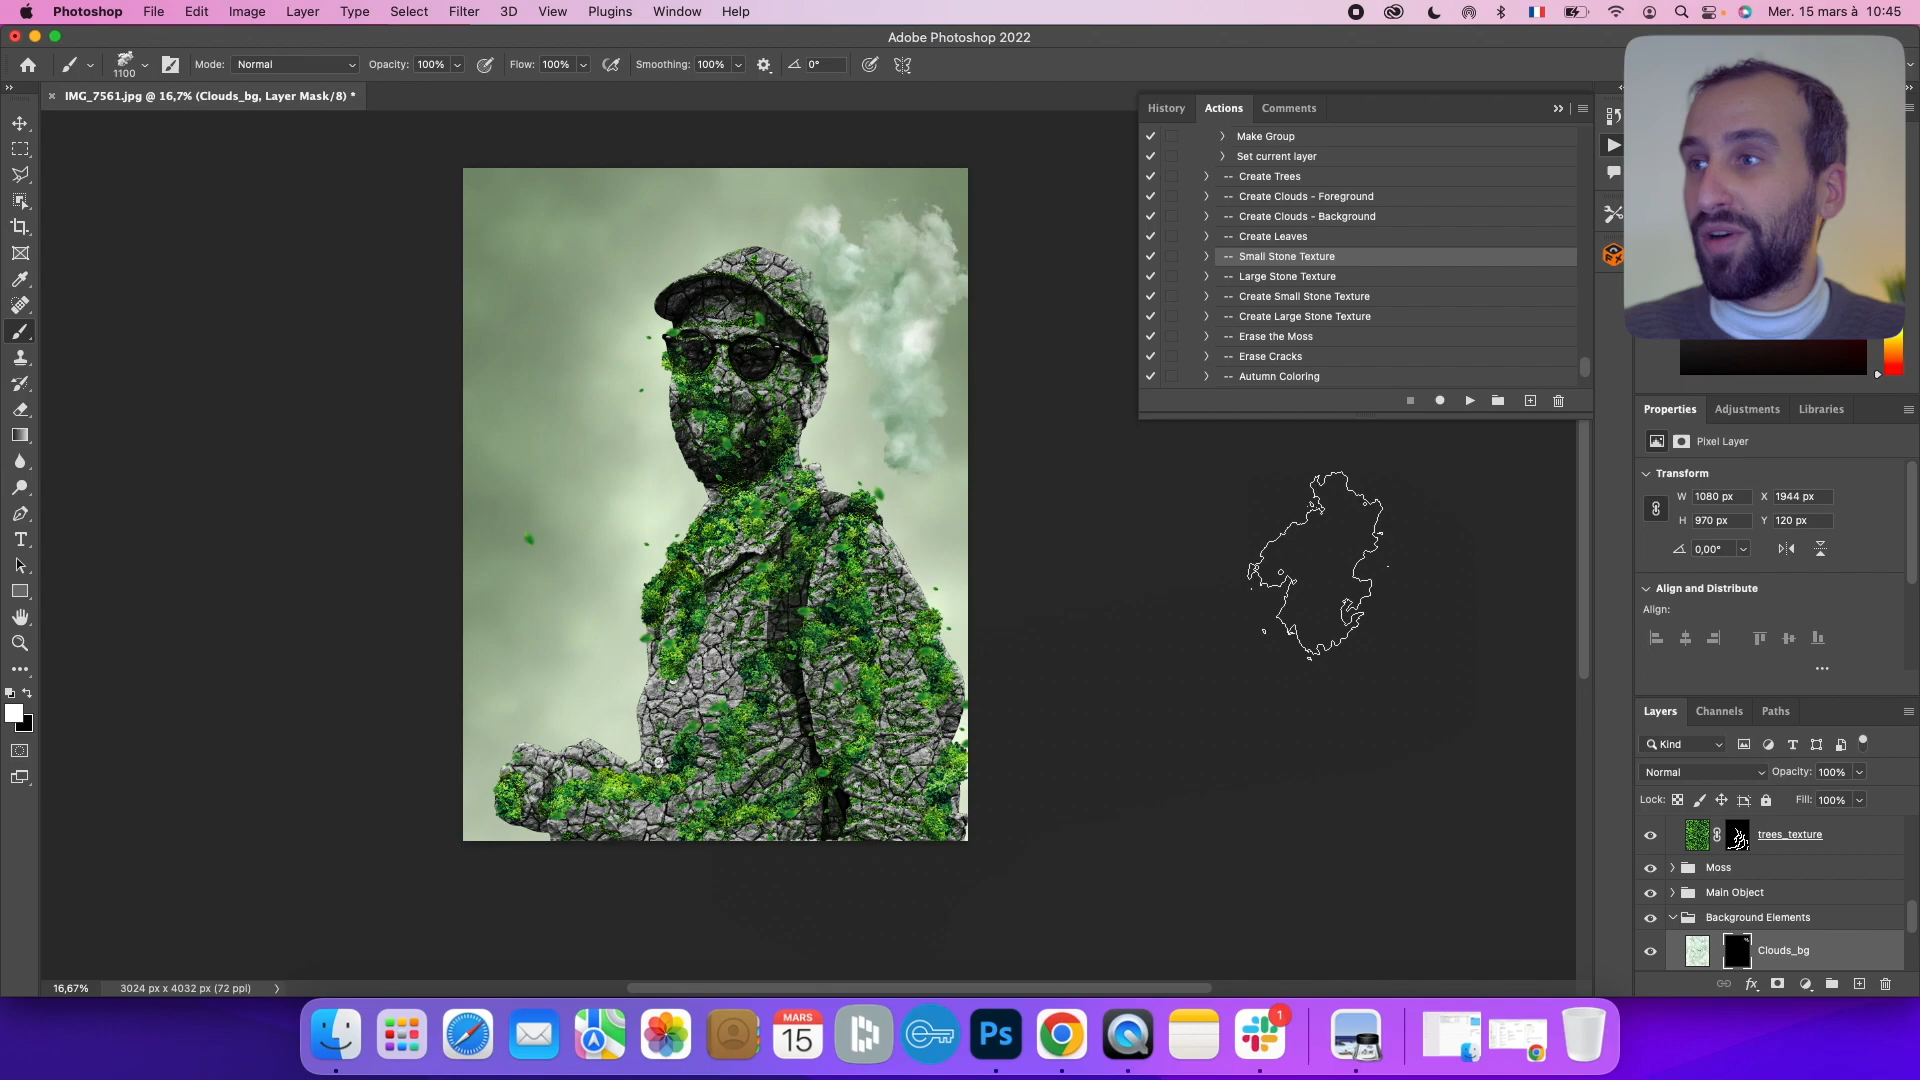 Photoshop File Edit Image Layer Type Select Filter 3D View Plugins Window Help Mer. 15 mars à 10:45
Adobe Photoshop 2022
1100 Mode: Normal Opacity: 100% Flow: 100% Smoothing: 100% 0°
IMG_7561.jpg @ 16,7% (Clouds_bg, Layer Mask/8) *
History Actions Comments
Make Group
Set current layer
-- Create Trees
-- Create Clouds - Foreground
-- Create Clouds - Background
-- Create Leaves
-- Small Stone Texture
-- Large Stone Texture
-- Create Small Stone Texture
-- Create Large Stone Texture
-- Erase the Moss
-- Erase Cracks
-- Autumn Coloring
Properties Adjustments Libraries
Pixel Layer
Transform
W 1080 px X 1944 px
H 970 px Y 120 px
0,00°
Align and Distribute
Align:
Layers Channels Paths
Kind
Normal Opacity: 100%
Lock: Fill: 100%
trees_texture
Moss
Main Object
Background Elements
Clouds_bg
16,67% 3024 px x 4032 px (72 ppi)
MARS
15
Ps
1